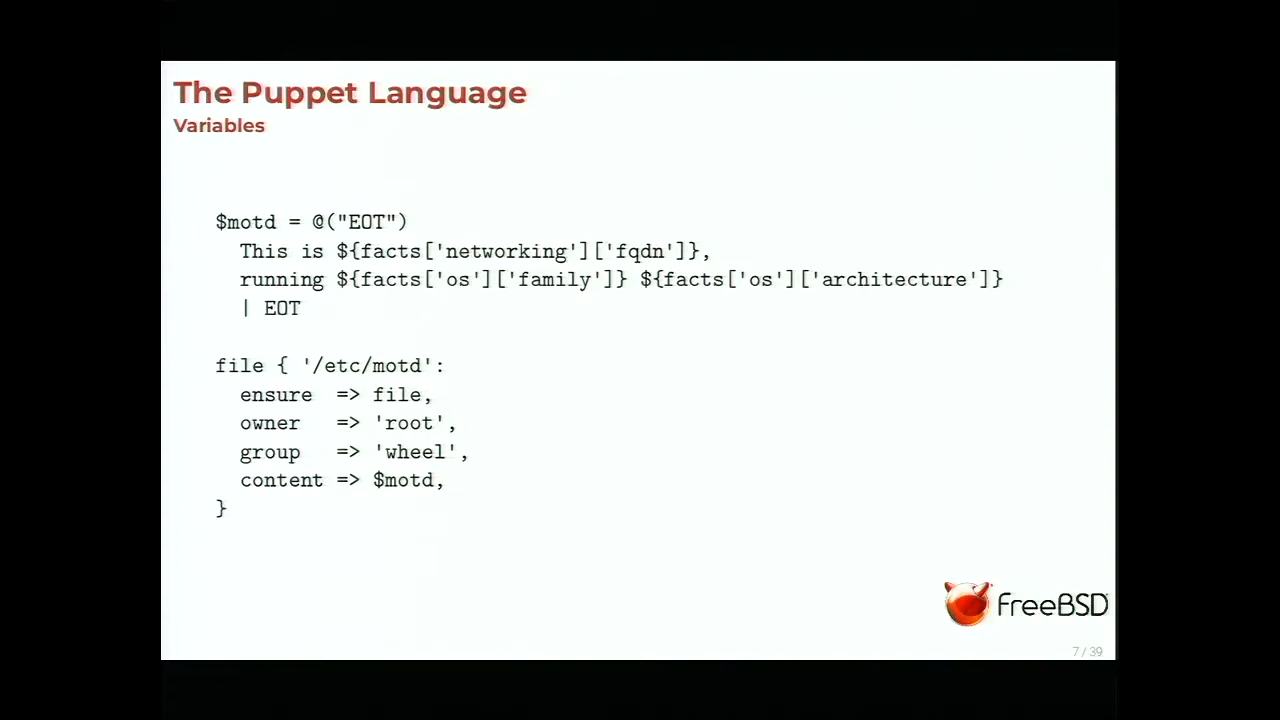 The Puppet Language
Variables
$motd = @("EOT")
  This is ${facts['networking']['fqdn']},
  running ${facts['os']['family']} ${facts['os']['architecture']}
  | EOT
file { '/etc/motd':
  ensure  => file,
  owner   => 'root',
  group   => 'wheel',
  content => $motd,
}
FreeBSD
7 / 39